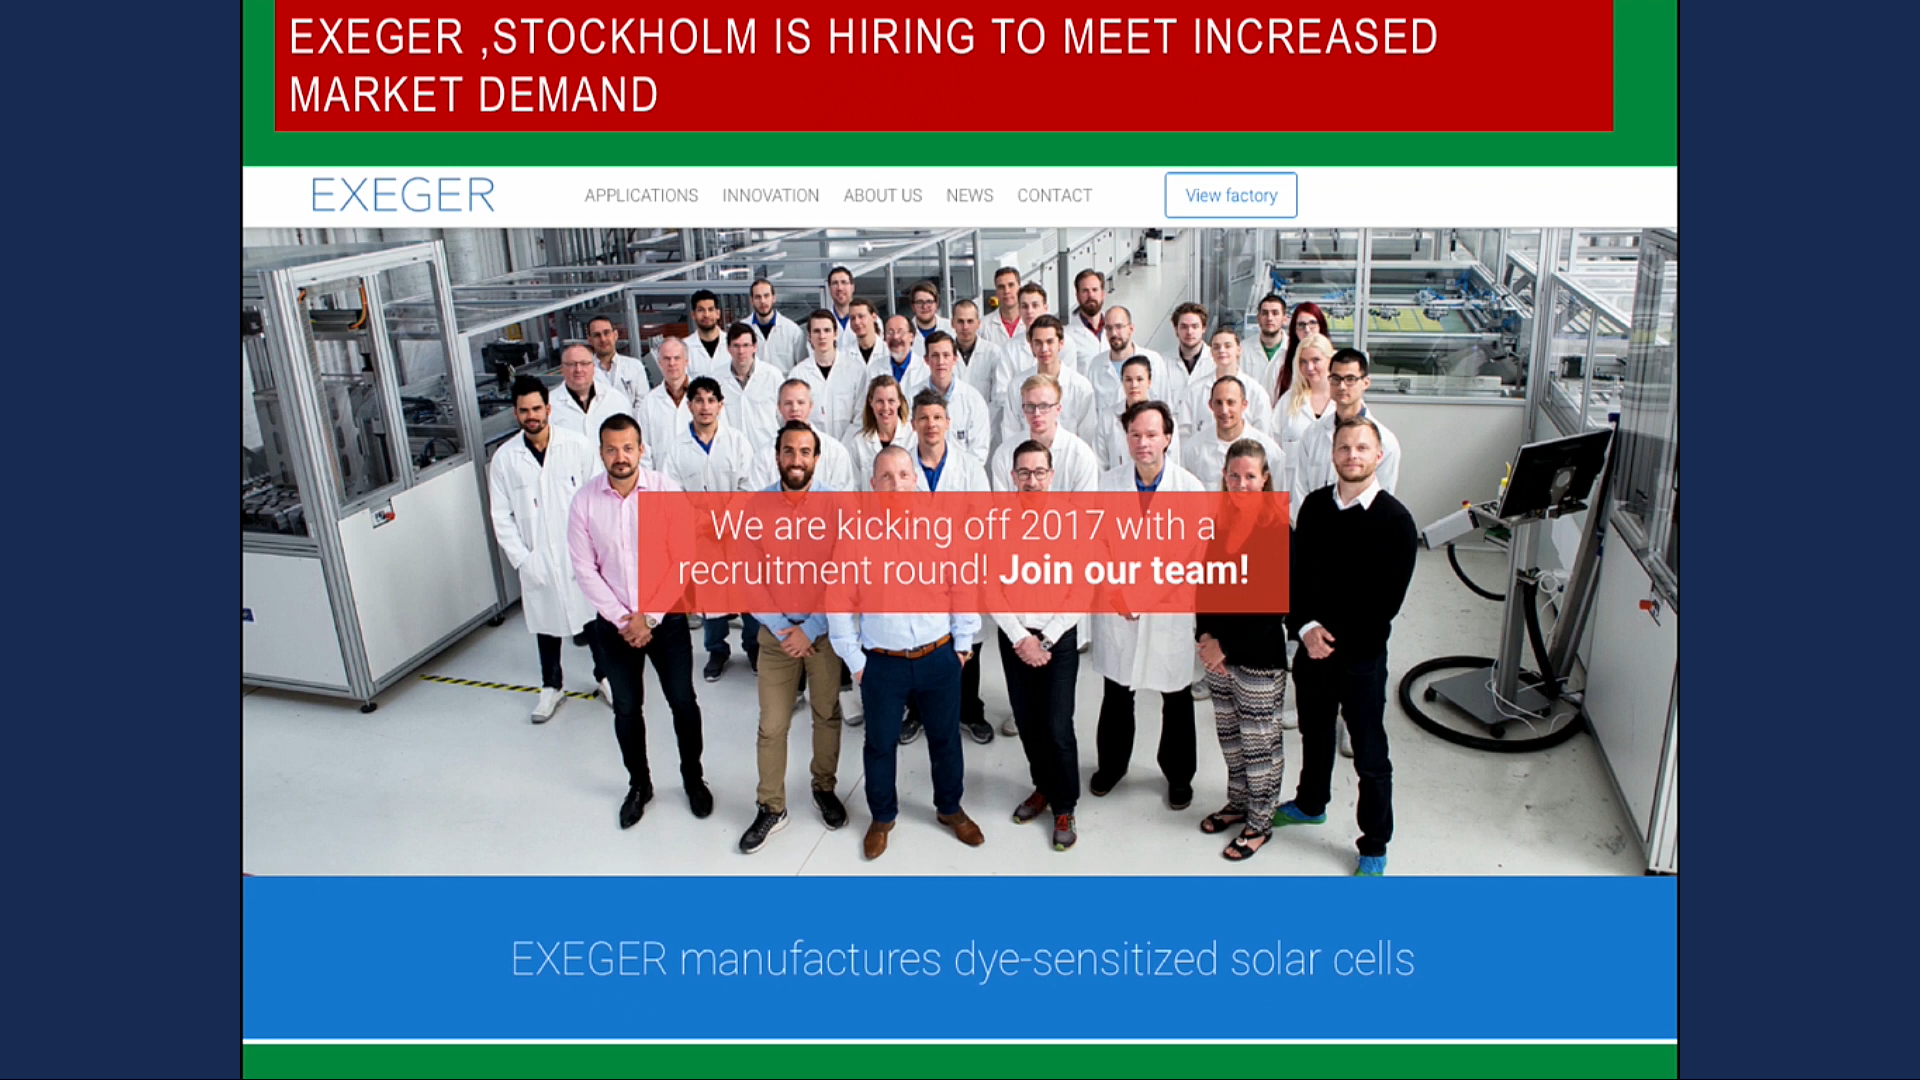 EXEGER ,STOCKHOLM IS HIRING TO MEET INCREASED
MARKET DEMAND
EXEGER
APPLICATIONS INNOVATION ABOUT US NEWS CONTACT
View factory
We are kicking off 2017 with a
recruitment round! Join our team!
EXEGER manufactures dye-sensitized solar cells